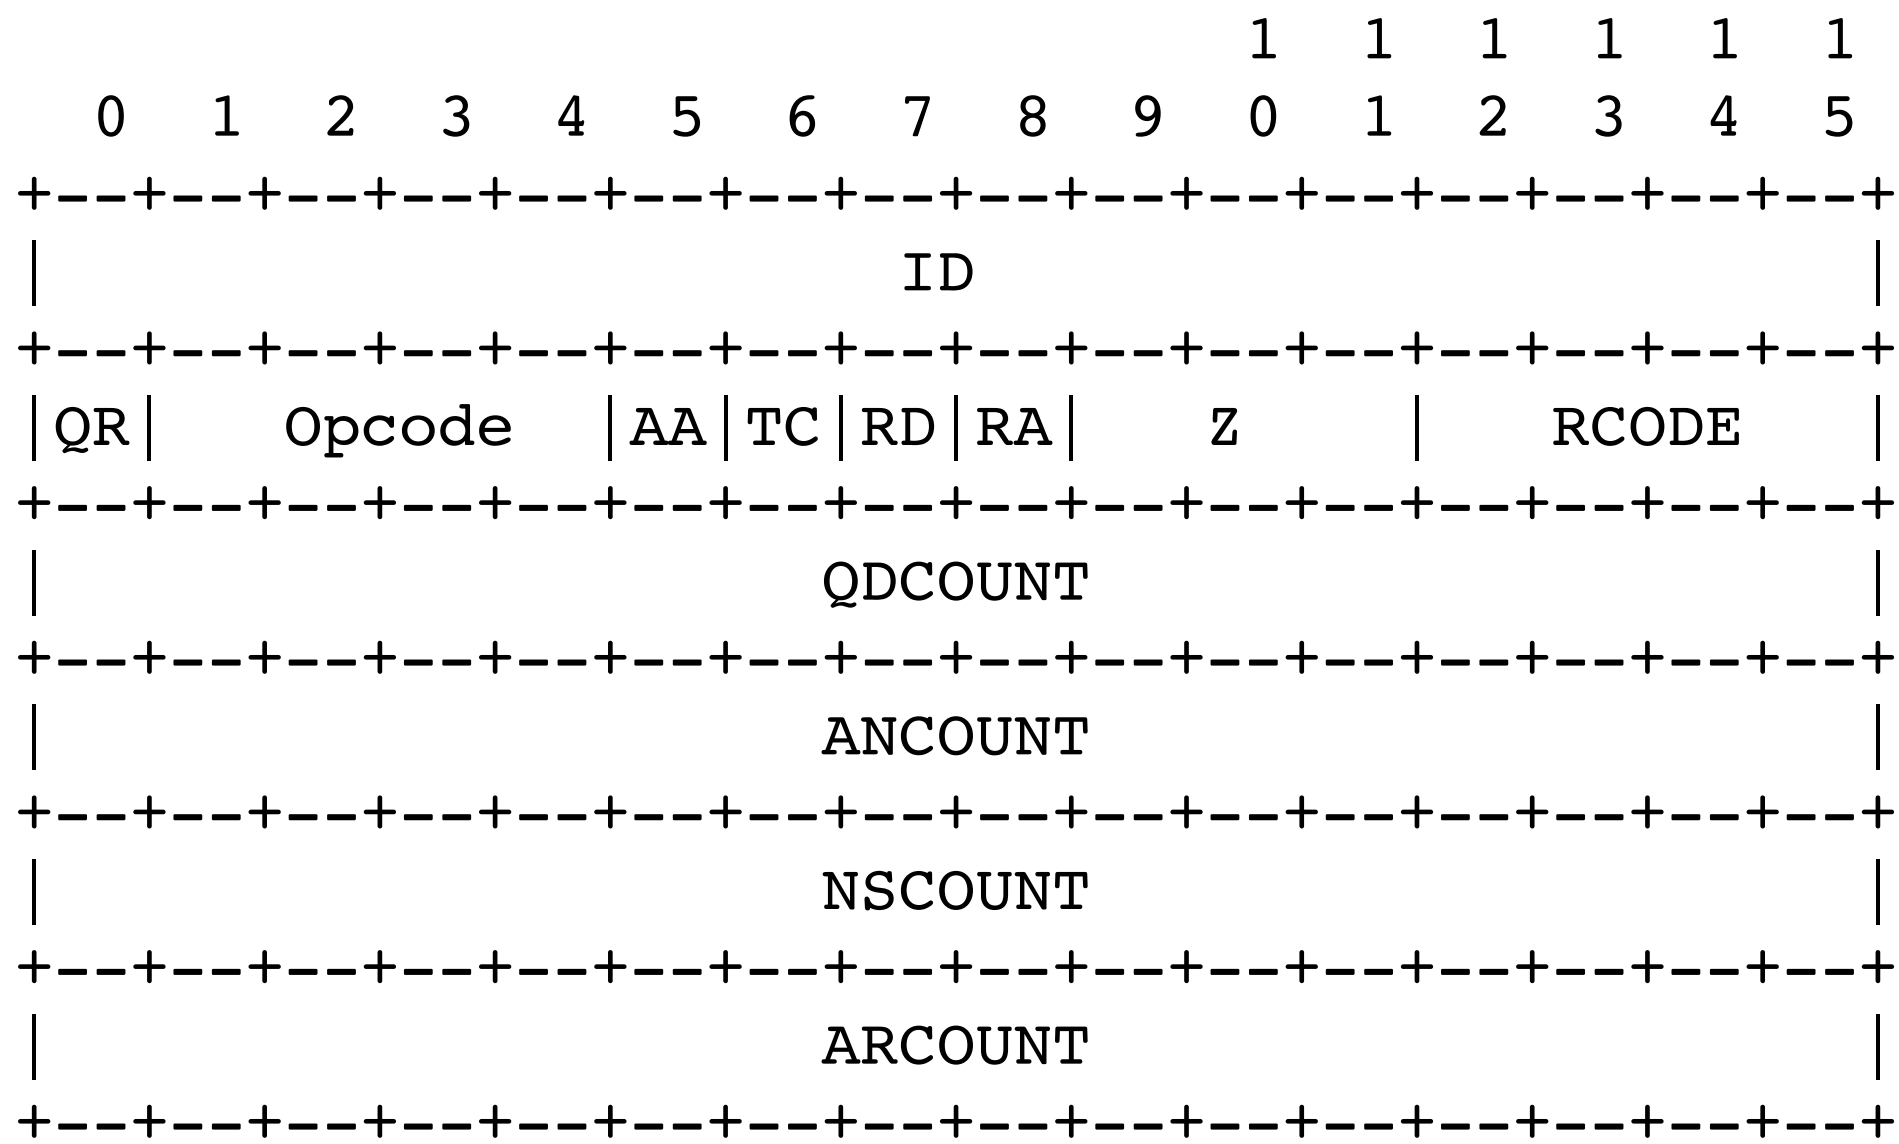 1  1  1  1  1  1
  0  1  2  3  4  5  6  7  8  9  0  1  2  3  4  5
+--+--+--+--+--+--+--+--+--+--+--+--+--+--+--+--+
|                      ID                       |
+--+--+--+--+--+--+--+--+--+--+--+--+--+--+--+--+
|QR|   Opcode  |AA|TC|RD|RA|   Z    |   RCODE   |
+--+--+--+--+--+--+--+--+--+--+--+--+--+--+--+--+
|                    QDCOUNT                    |
+--+--+--+--+--+--+--+--+--+--+--+--+--+--+--+--+
|                    ANCOUNT                    |
+--+--+--+--+--+--+--+--+--+--+--+--+--+--+--+--+
|                    NSCOUNT                    |
+--+--+--+--+--+--+--+--+--+--+--+--+--+--+--+--+
|                    ARCOUNT                    |
+--+--+--+--+--+--+--+--+--+--+--+--+--+--+--+--+